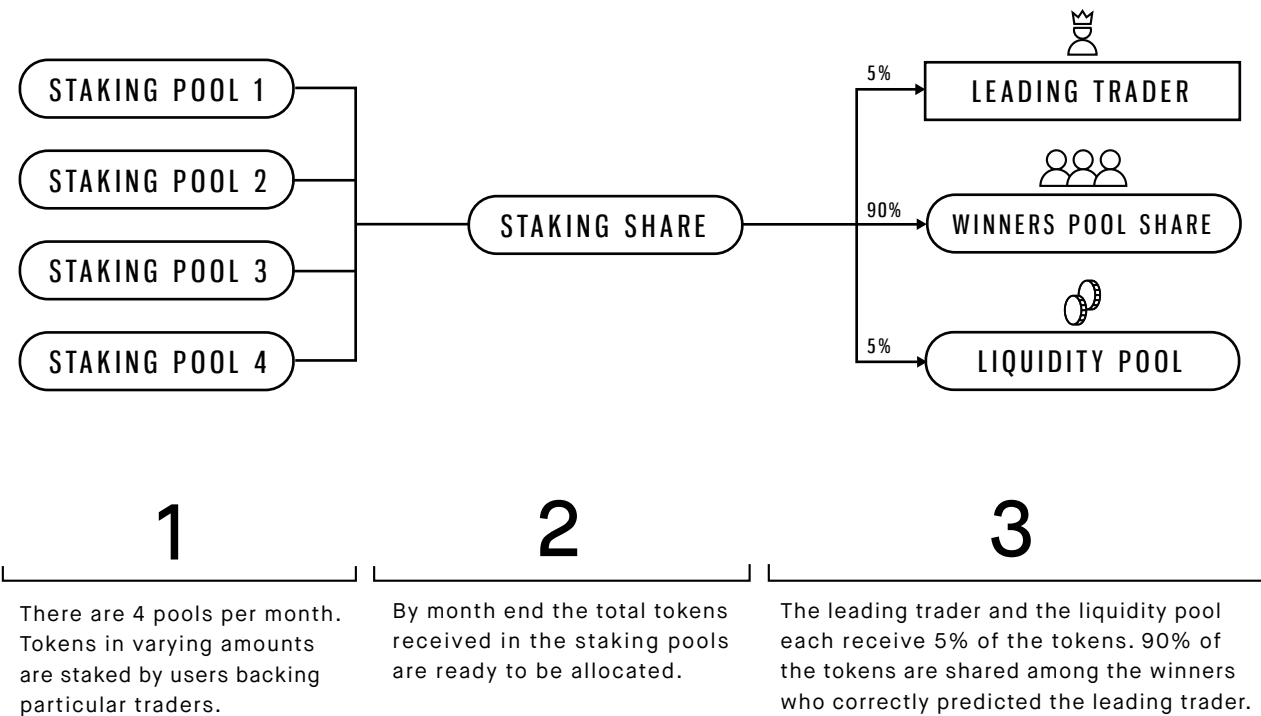 STAKING POOL 1
STAKING POOL 2
STAKING POOL 3
STAKING POOL 4
STAKING SHARE
5%
LEADING TRADER
90%
WINNERS POOL SHARE
5%
LIQUIDITY POOL
1
There are 4 pools per month.
Tokens in varying amounts
are staked by users backing
particular traders.
2
By month end the total tokens
received in the staking pools
are ready to be allocated.
3
The leading trader and the liquidity pool
each receive 5% of the tokens. 90% of
the tokens are shared among the winners
who correctly predicted the leading trader.